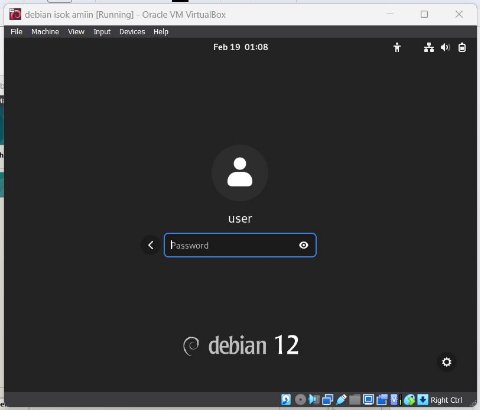 debian isok amiin [Running] - Oracle VM VirtualBox
File Machine View Input Devices Help
Feb 19 01:08
user
Password
debian 12
Right Ctrl